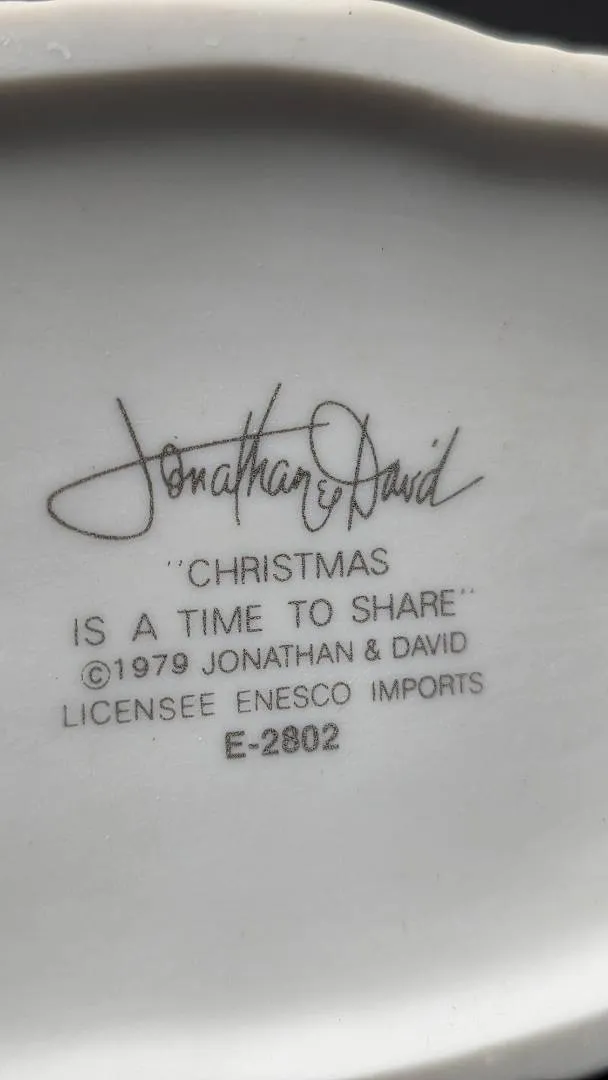 Jonathan & David
"CHRISTMAS
IS A TIME TO SHARE"
©1979 JONATHAN & DAVID
LICENSEE ENESCO IMPORTS
E-2802